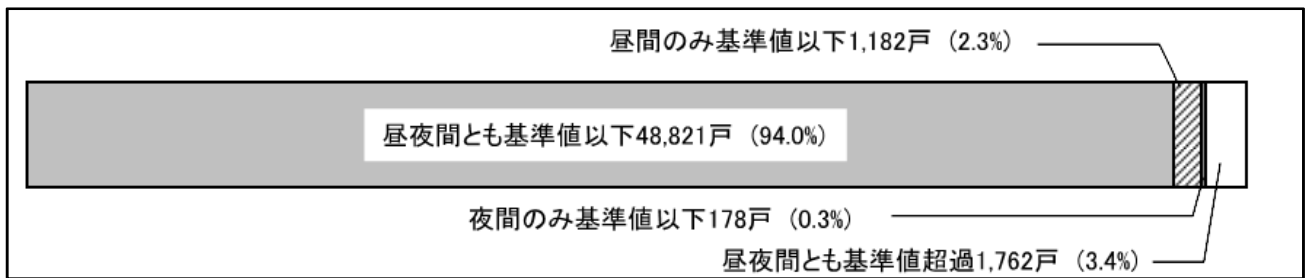 昼間のみ基準値以下1,182戸 (2.3%)
昼夜間とも基準値以下48,821戸 (94.0%)
夜間のみ基準値以下178戸 (0.3%)
昼夜間とも基準値超過1,762戸 (3.4%)